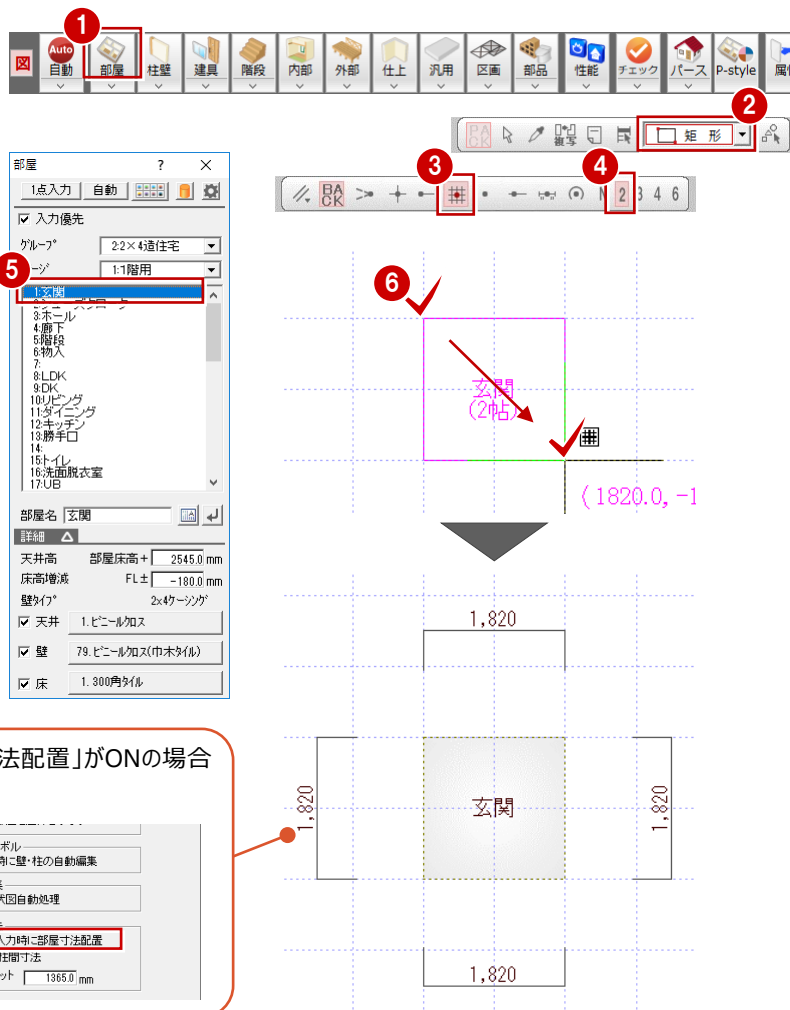 1
図
Auto
自動 部屋 柱壁 建具 階段 内部 外部 仕上 汎用 区画 部品 性能 チェック パース P-style
2
複写 矩 形
3 4
BACK 2 3 4 6
部屋 ? ×
1点入力 自動
入力優先
グループ 2:2×4造住宅
5
1:1階用
1:玄関
3:ホール
4:廊下
5:階段
6:物入
7:
8:LDK
9:DK
10:リビング
11:ダイニング
12:キッチン
13:勝手口
14:
15:トイレ
16:洗面脱衣室
17:UB
部屋名 玄関
詳細
天井高 部屋床高+ 2545.0 mm
床高増減 FL± -180.0 mm
壁タイプ 2×4ケーシング
天井 1.ビニールクロス
壁 79.ビニールクロス(巾木タイル)
床 1.300角タイル
6
玄関
(2帖)
(1820.0, -1
1,820
1,820
玄関
1,820
1,820
法配置」がONの場合
ボル
時に壁・柱の自動編集
伏図自動処理
入力時に部屋寸法配置
柱間寸法
ット 1365.0 mm